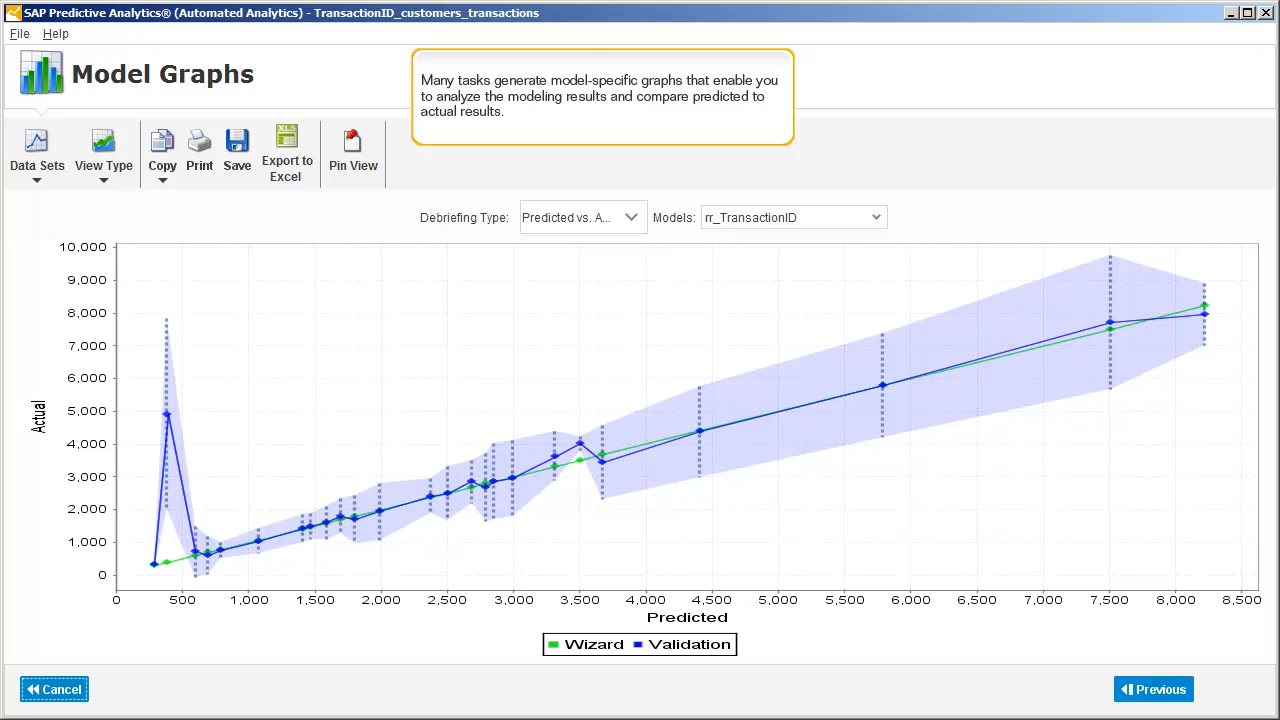 SAP Predictive Analytics® (Automated Analytics) - TransactionID_customers_transactions
File Help
Model Graphs
Many tasks generate model-specific graphs that enable you
to analyze the modeling results and compare predicted to
actual results.
Data Sets View Type Copy Print Save Export to Excel Pin View
XLS
Debriefing Type: Predicted vs. A... Models: rr_TransactionID
10,000
9,000
8,000
7,000
6,000
5,000
4,000
3,000
2,000
1,000
0
Actual
0 500 1,000 1,500 2,000 2,500 3,000 3,500 4,000 4,500 5,000 5,500 6,000 6,500 7,000 7,500 8,000 8,500
Predicted
Wizard Validation
Cancel Previous